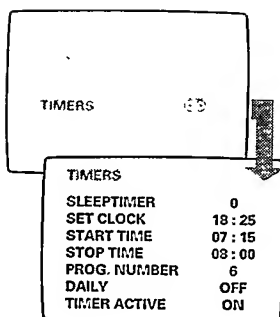 TIMERS
TIMERS
SLEEPTIMER 0
SET CLOCK 18 : 25
START TIME 07 : 15
STOP TIME 08 : 00
PROG. NUMBER 6
DAILY OFF
TIMER ACTIVE ON